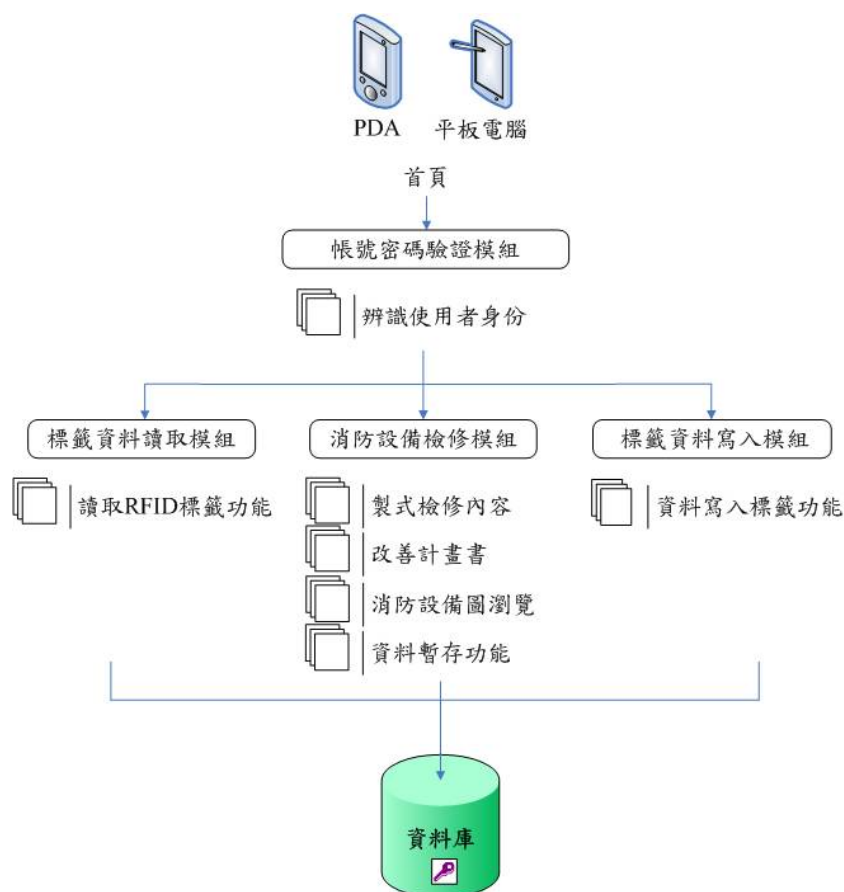 PDA 平板電腦
首頁
帳號密碼驗證模組
辨識使用者身份
標籤資料讀取模組 消防設備檢修模組 標籤資料寫入模組
讀取RFID標籤功能 製式檢修內容 資料寫入標籤功能
改善計畫書
消防設備圖瀏覽
資料暫存功能
資料庫